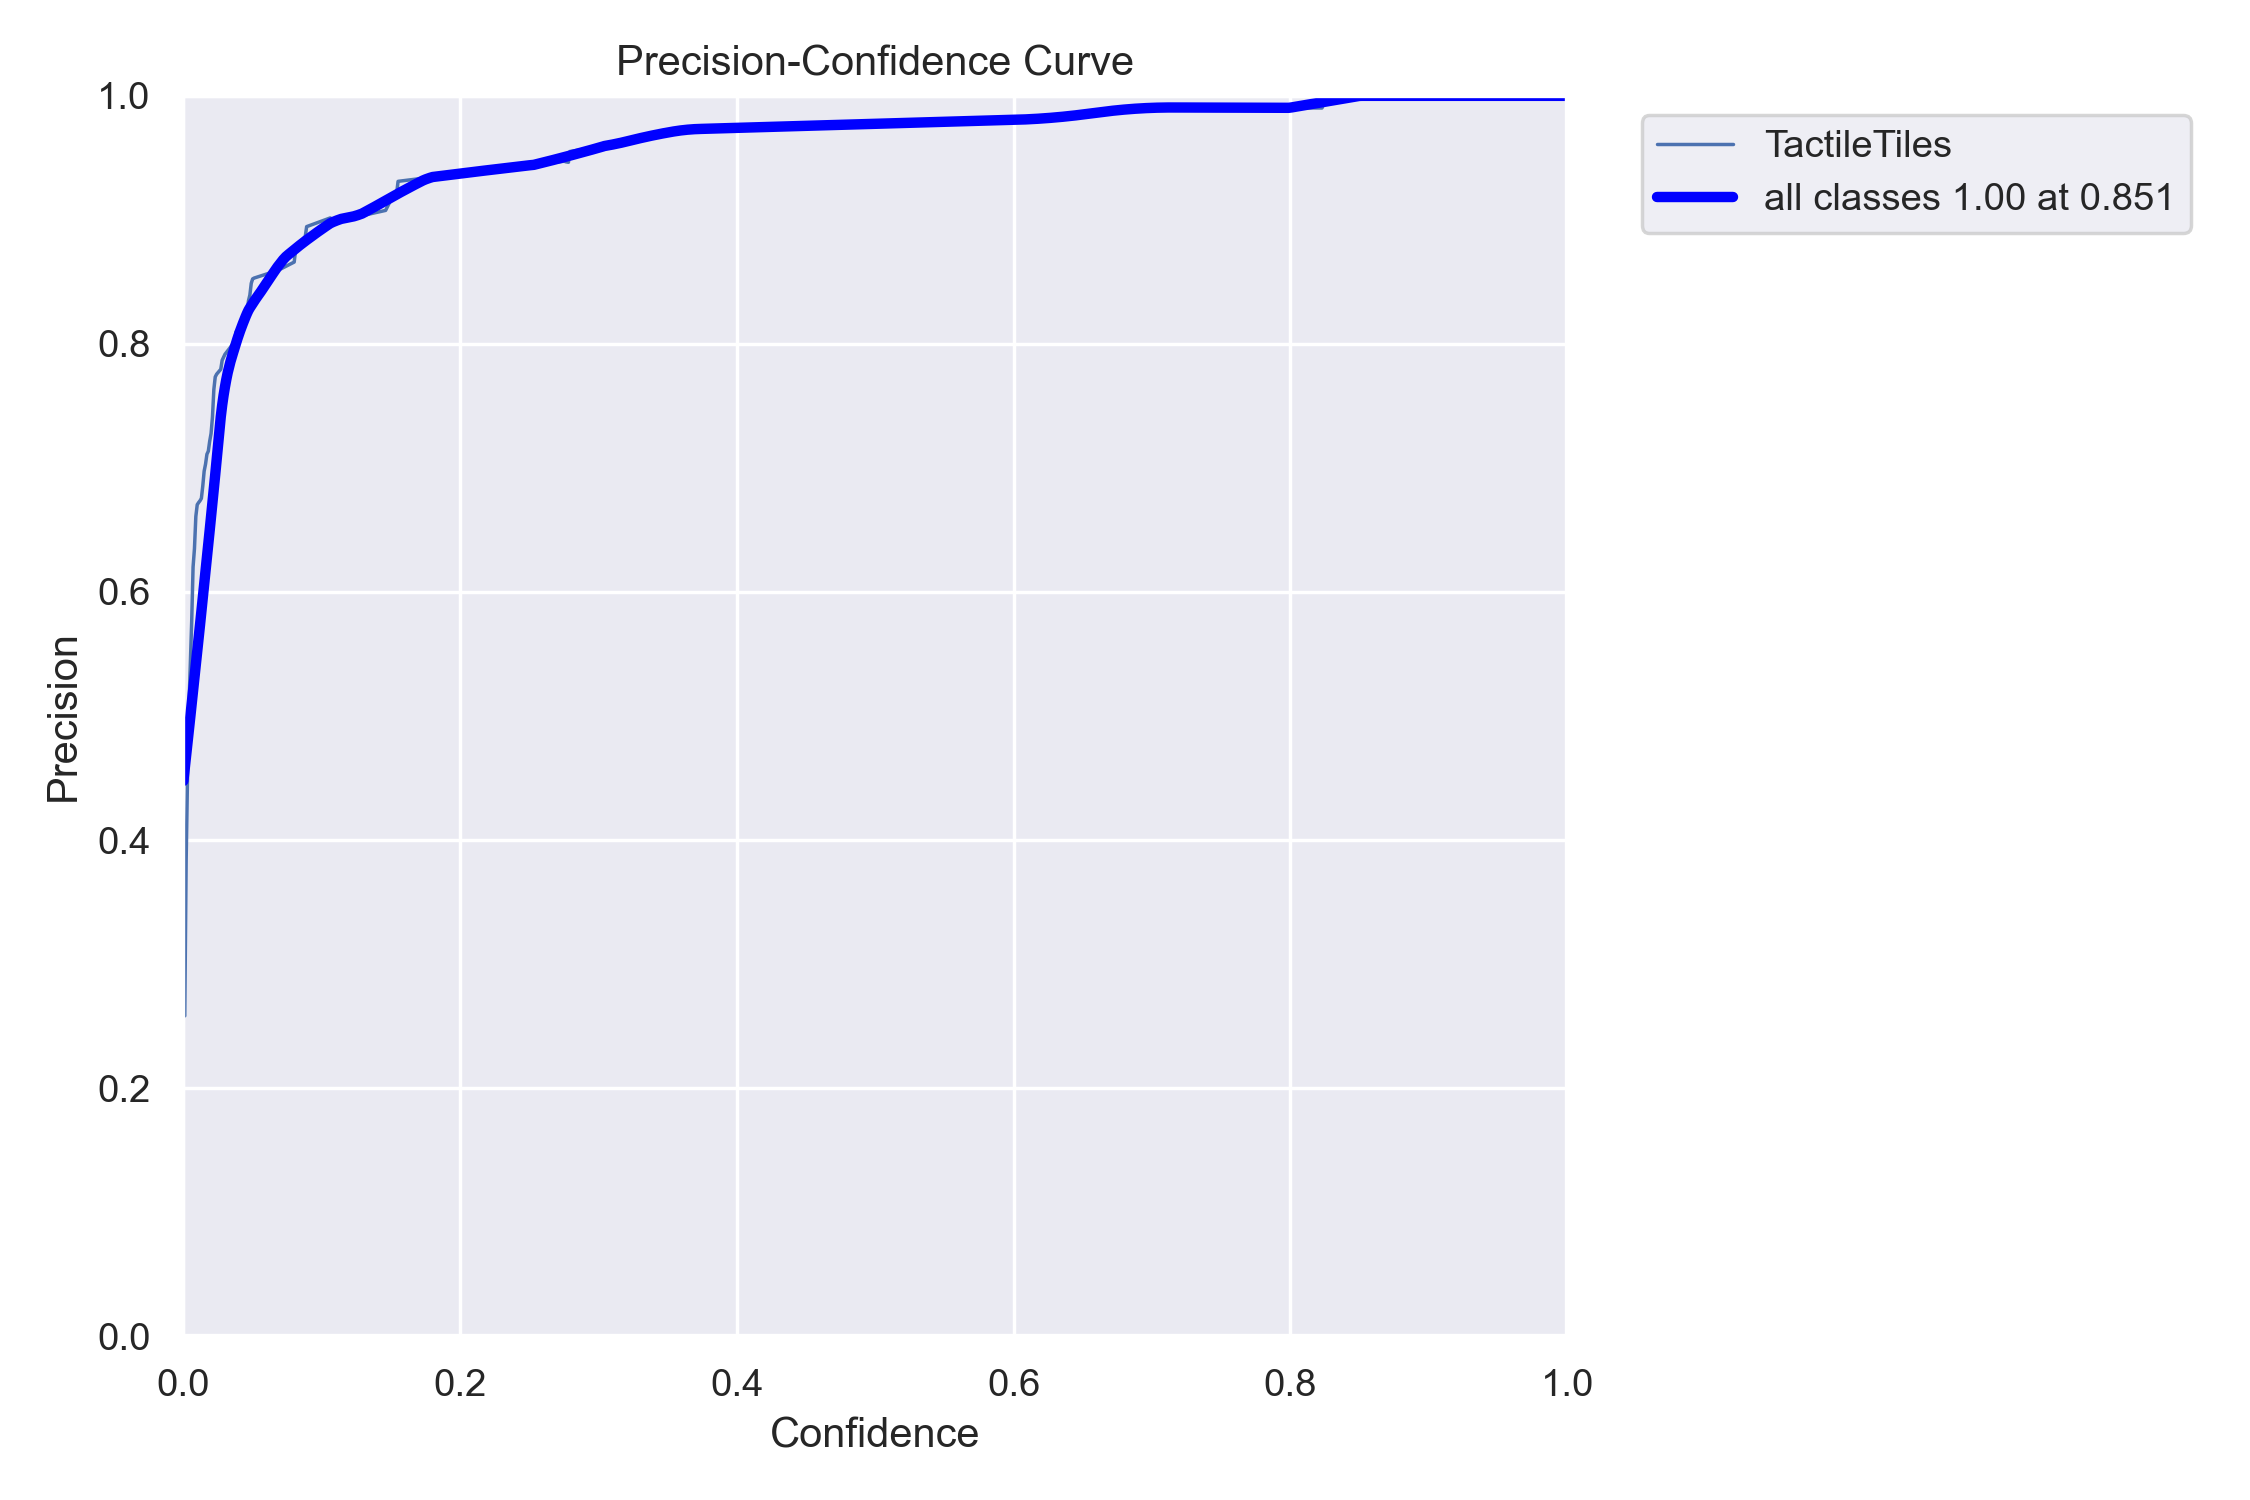 Precision-Confidence Curve
1.0
0.8
0.6
0.4
0.2
0.0
Precision
0.0 0.2 0.4 0.6 0.8 1.0
Confidence
TactileTiles
all classes 1.00 at 0.851